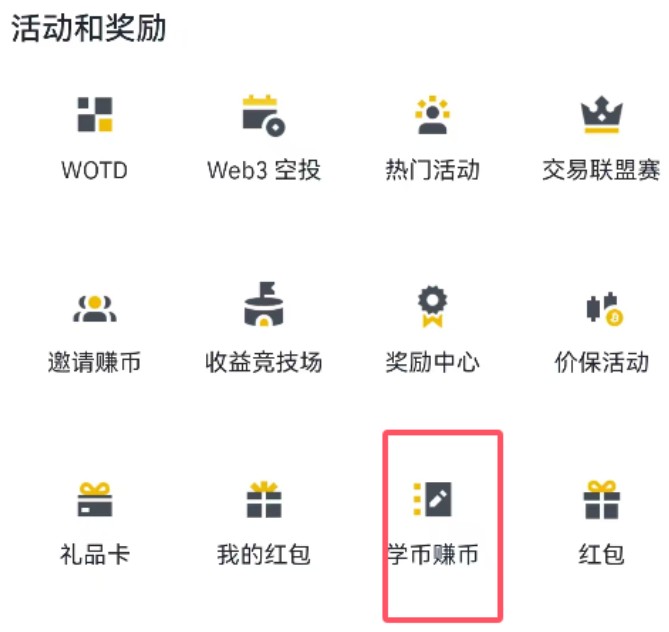 活动和奖励
WOTD
Web3 空投
热门活动
交易联盟赛
邀请赚币
收益竞技场
奖励中心
价保活动
礼品卡
我的红包
学币赚币
红包